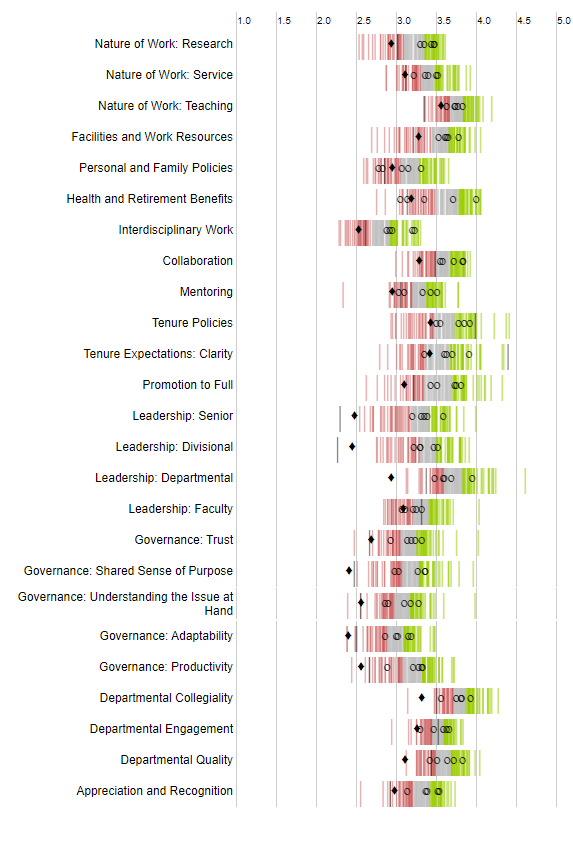 1.0 1.5 2.0 2.5 3.0 3.5 4.0 4.5 5.0
Nature of Work: Research
Nature of Work: Service
Nature of Work: Teaching
Facilities and Work Resources
Personal and Family Policies
Health and Retirement Benefits
Interdisciplinary Work
Collaboration
Mentoring
Tenure Policies
Tenure Expectations: Clarity
Promotion to Full
Leadership: Senior
Leadership: Divisional
Leadership: Departmental
Leadership: Faculty
Governance: Trust
Governance: Shared Sense of Purpose
Governance: Understanding the Issue at
Hand
Governance: Adaptability
Governance: Productivity
Departmental Collegiality
Departmental Engagement
Departmental Quality
Appreciation and Recognition